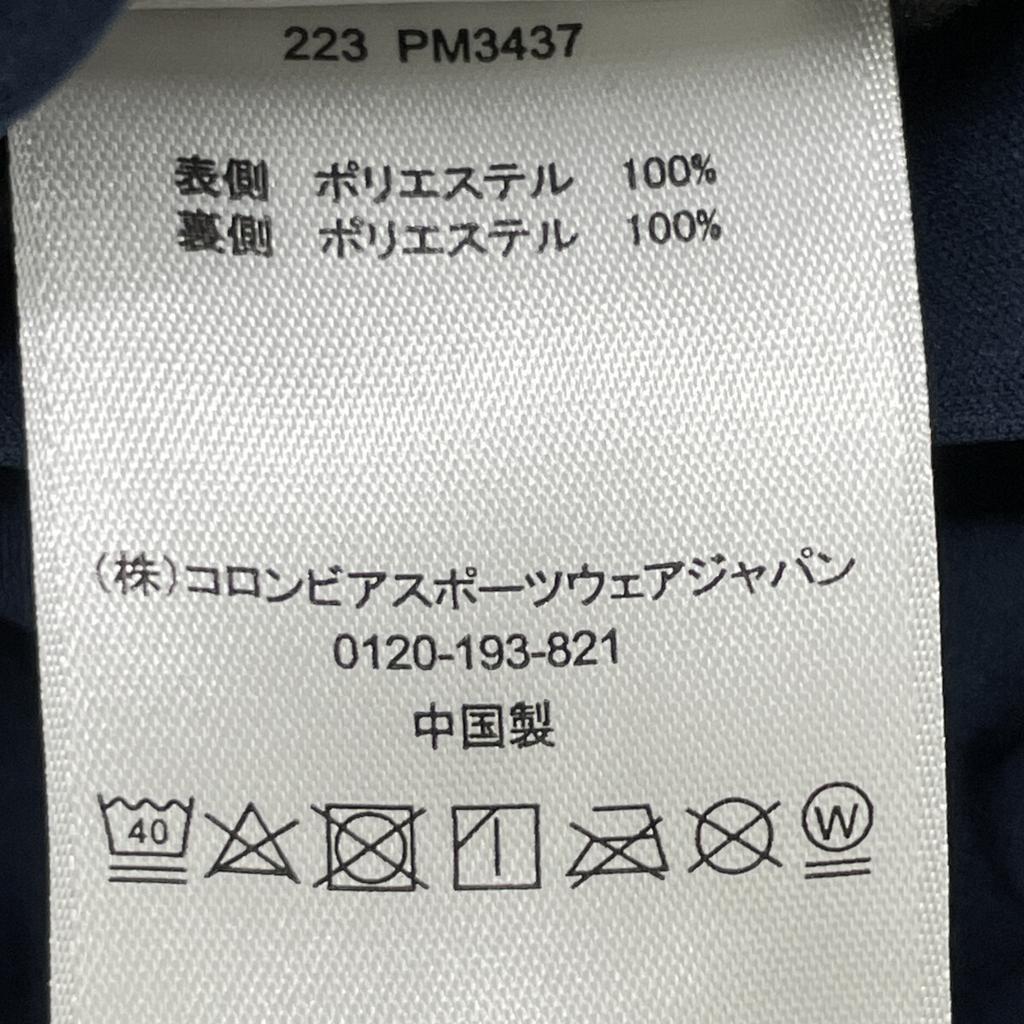 223 PM3437
表側 ポリエステル 100%
裏側 ポリエステル 100%
(株)コロンビアスポーツウェアジャパン
0120-193-821
中国製
40 W